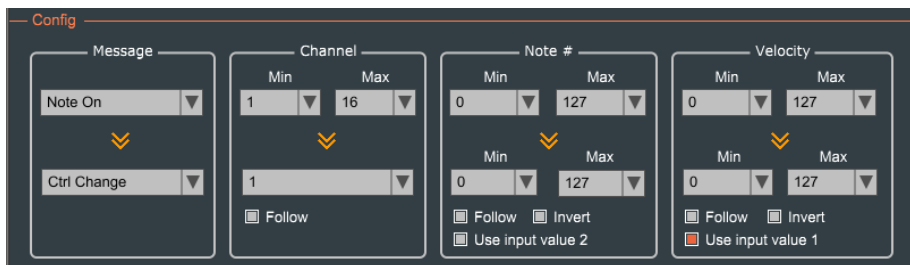 Config
Message Channel Note # Velocity
Min Max Min Max Min Max
Note On 1 16 0 127 0 127
Min Max Min Max
Ctrl Change 1 0 127 0 127
Follow Follow Invert Follow Invert
Use input value 2 Use input value 1